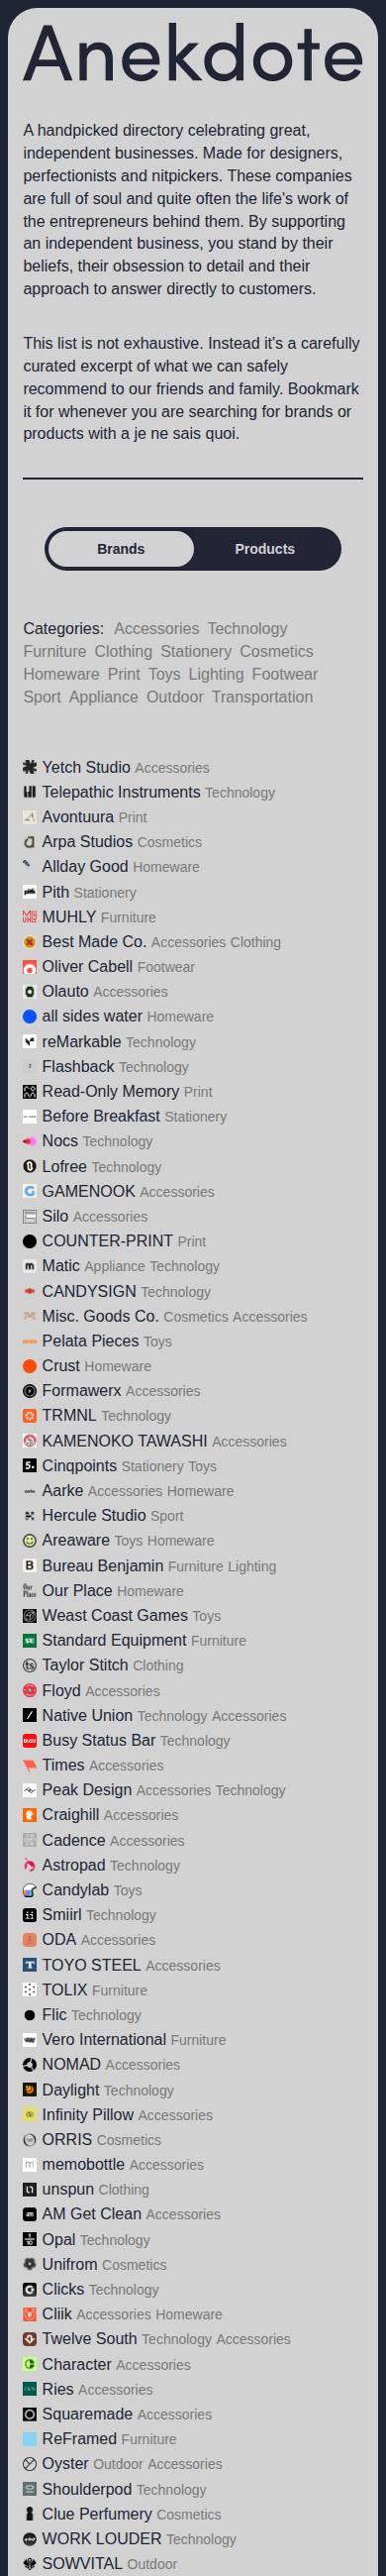 Anekdote
A handpicked directory celebrating great,
independent businesses. Made for designers,
perfectionists and nitpickers. These companies
are full of soul and quite often the life's work of
the entrepreneurs behind them. By supporting
an independent business, you stand by their
beliefs, their obsession to detail and their
approach to answer directly to customers.
This list is not exhaustive. Instead it's a carefully
curated excerpt of what we can safely
recommend to our friends and family. Bookmark
it for whenever you are searching for brands or
products with a je ne sais quoi.
Brands Products
Categories: Accessories Technology
Furniture Clothing Stationery Cosmetics
Homeware Print Toys Lighting Footwear
Sport Appliance Outdoor Transportation
Yetch Studio Accessories
Telepathic Instruments Technology
Avontuura Print
Arpa Studios Cosmetics
Allday Good Homeware
Pith Stationery
MUHLY Furniture
Best Made Co. Accessories Clothing
Oliver Cabell Footwear
Olauto Accessories
all sides water Homeware
reMarkable Technology
Flashback Technology
Read-Only Memory Print
Before Breakfast Stationery
Nocs Technology
Lofree Technology
GAMENOOK Accessories
Silo Accessories
COUNTER-PRINT Print
Matic Appliance Technology
CANDYSIGN Technology
Misc. Goods Co. Cosmetics Accessories
Pelata Pieces Toys
Crust Homeware
Formawerx Accessories
TRMNL Technology
KAMENOKO TAWASHI Accessories
Cinqpoints Stationery Toys
Aarke Accessories Homeware
Hercule Studio Sport
Areaware Toys Homeware
Bureau Benjamin Furniture Lighting
Our Place Homeware
Weast Coast Games Toys
Standard Equipment Furniture
Taylor Stitch Clothing
Floyd Accessories
Native Union Technology Accessories
Busy Status Bar Technology
Times Accessories
Peak Design Accessories Technology
Craighill Accessories
Cadence Accessories
Astropad Technology
Candylab Toys
Smiirl Technology
ODA Accessories
TOYO STEEL Accessories
TOLIX Furniture
Flic Technology
Vero International Furniture
NOMAD Accessories
Daylight Technology
Infinity Pillow Accessories
ORRIS Cosmetics
memobottle Accessories
unspun Clothing
AM Get Clean Accessories
Opal Technology
Unifrom Cosmetics
Clicks Technology
Cliik Accessories Homeware
Twelve South Technology Accessories
Character Accessories
Ries Accessories
Squaremade Accessories
ReFramed Furniture
Oyster Outdoor Accessories
Shoulderpod Technology
Clue Perfumery Cosmetics
WORK LOUDER Technology
SOWVITAL Outdoor